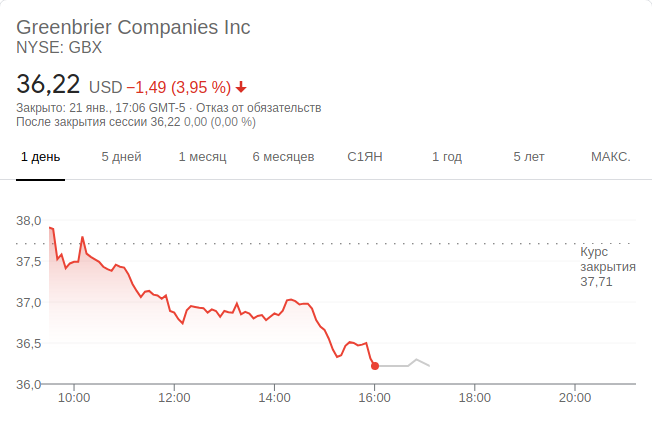 Greenbrier Companies Inc
NYSE: GBX
36,22 USD −1,49 (3,95 %)
Закрыто: 21 янв., 17:06 GMT-5 · Отказ от обязательств
После закрытия сессии 36,22 0,00 (0,00 %)
1 день 5 дней 1 месяц 6 месяцев С1ЯН 1 год 5 лет МАКС.
38,0
Курс
закрытия
37,71
37,5
37,0
36,5
36,0
10:00 12:00 14:00 16:00 18:00 20:00